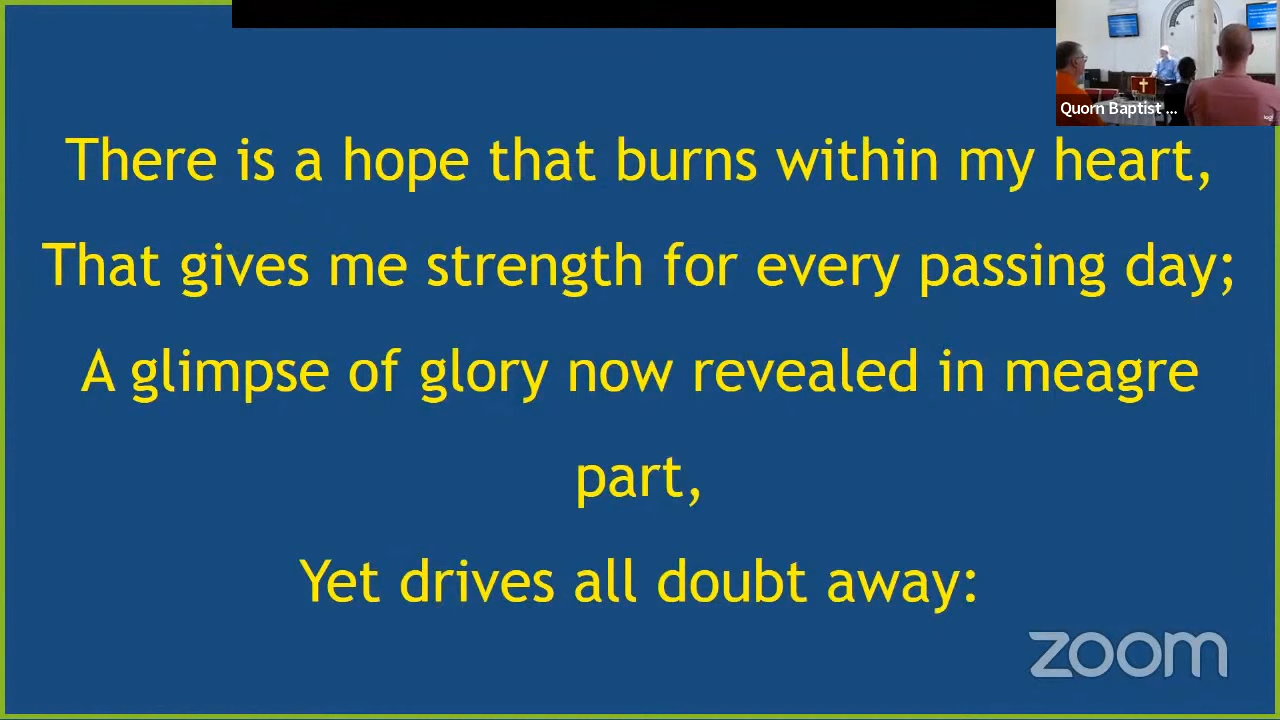 Quorn Baptist ...
There is a hope that burns within my heart,
That gives me strength for every passing day;
A glimpse of glory now revealed in meagre
part,
Yet drives all doubt away:
zoom